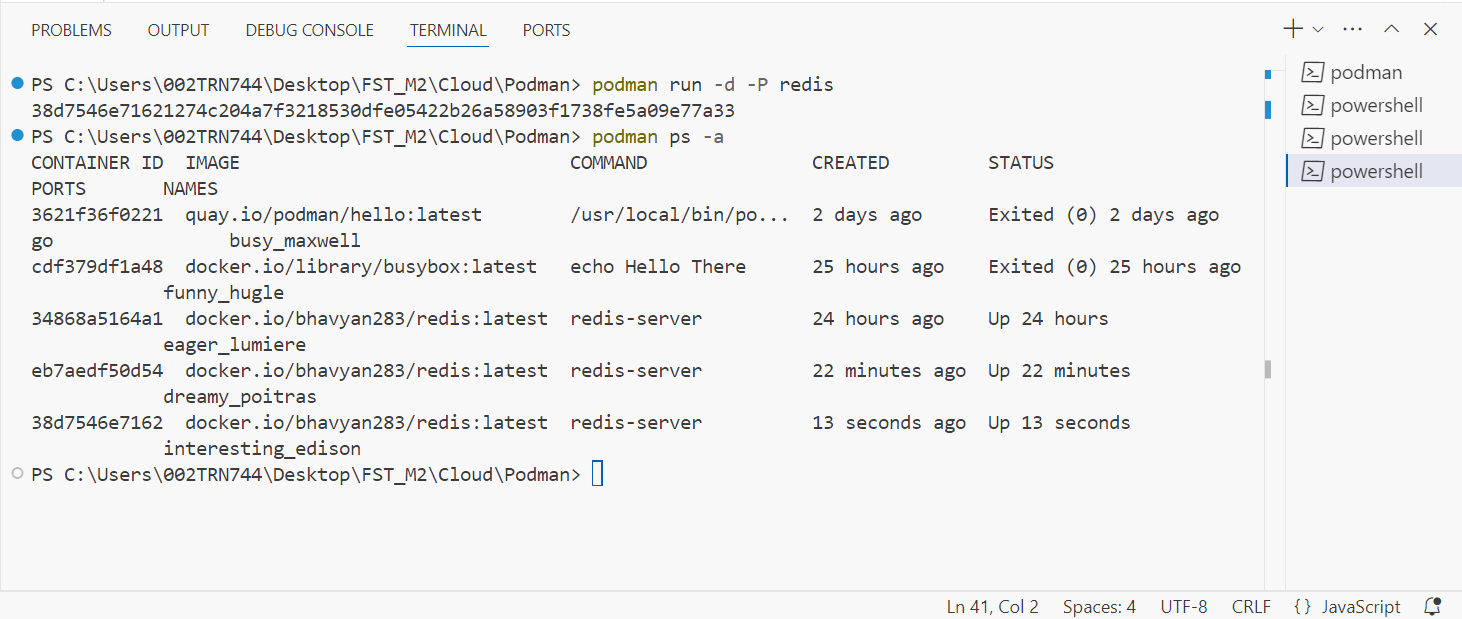 PROBLEMS OUTPUT DEBUG CONSOLE TERMINAL PORTS
PS C:\Users\002TRN744\Desktop\FST_M2\Cloud\Podman> podman run -d -P redis
38d7546e71621274c204a7f3218530dfe05422b26a58903f1738fe5a09e77a33
PS C:\Users\002TRN744\Desktop\FST_M2\Cloud\Podman> podman ps -a
CONTAINER ID  IMAGE                              COMMAND               CREATED         STATUS
PORTS       NAMES
3621f36f0221  quay.io/podman/hello:latest        /usr/local/bin/po...  2 days ago      Exited (0) 2 days ago
go                busy_maxwell
cdf379df1a48  docker.io/library/busybox:latest   echo Hello There      25 hours ago    Exited (0) 25 hours ago
            funny_hugle
34868a5164a1  docker.io/bhavyan283/redis:latest  redis-server          24 hours ago    Up 24 hours
            eager_lumiere
eb7aedf50d54  docker.io/bhavyan283/redis:latest  redis-server          22 minutes ago  Up 22 minutes
            dreamy_poitras
38d7546e7162  docker.io/bhavyan283/redis:latest  redis-server          13 seconds ago  Up 13 seconds
            interesting_edison
PS C:\Users\002TRN744\Desktop\FST_M2\Cloud\Podman>
podman
powershell
powershell
powershell
Ln 41, Col 2 Spaces: 4 UTF-8 CRLF {} JavaScript